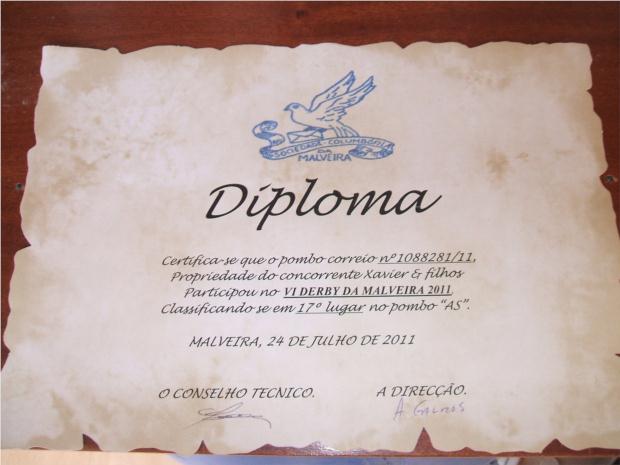 SOCIEDADE COLUMBÓFILA
DA
MALVEIRA
Diploma
Certifica-se que o pombo correio nº1088281/11,
Propriedade do concorrente Xavier & filhos
Participou no VI DERBY DA MALVEIRA 2011,
Classificando se em 17º lugar no pombo "AS".
MALVEIRA, 24 DE JULHO DE 2011
O CONSELHO TECNICO. A DIRECÇÃO.
A